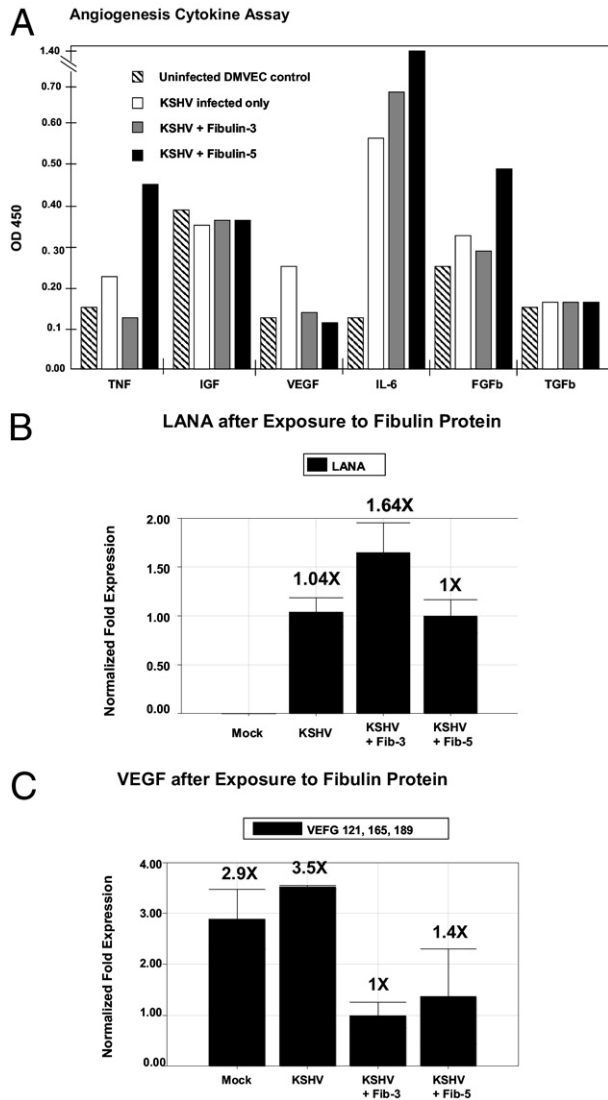 A
Angiogenesis Cytokine Assay
1.40
0.70
0.60
0.50
0.40
0. 30
0.20
0.1
0.00
OD 450
Uninfected DMVEC control
KSHV infected only
KSHV + Fibulin-3
KSHV + Fibulin-5
TNF IGF VEGF IL-6 FGFb TGFb
B
LANA after Exposure to Fibulin Protein
LANA
Normalized Fold Expression
2.00
1.50
1.00
0.50
0.00
1.04X
1.64X
1X
Mock KSHV KSHV KSHV
+ Fib-3 + Fib-5
C
VEGF after Exposure to Fibulin Protein
VEFG 121, 165, 189
Normalized Fold Expression
4.00
3.00
2.00
1.00
0.00
2.9X
3.5X
1X
1.4X
Mock KSHV KSHV KSHV
+ Fib-3 + Fib-5